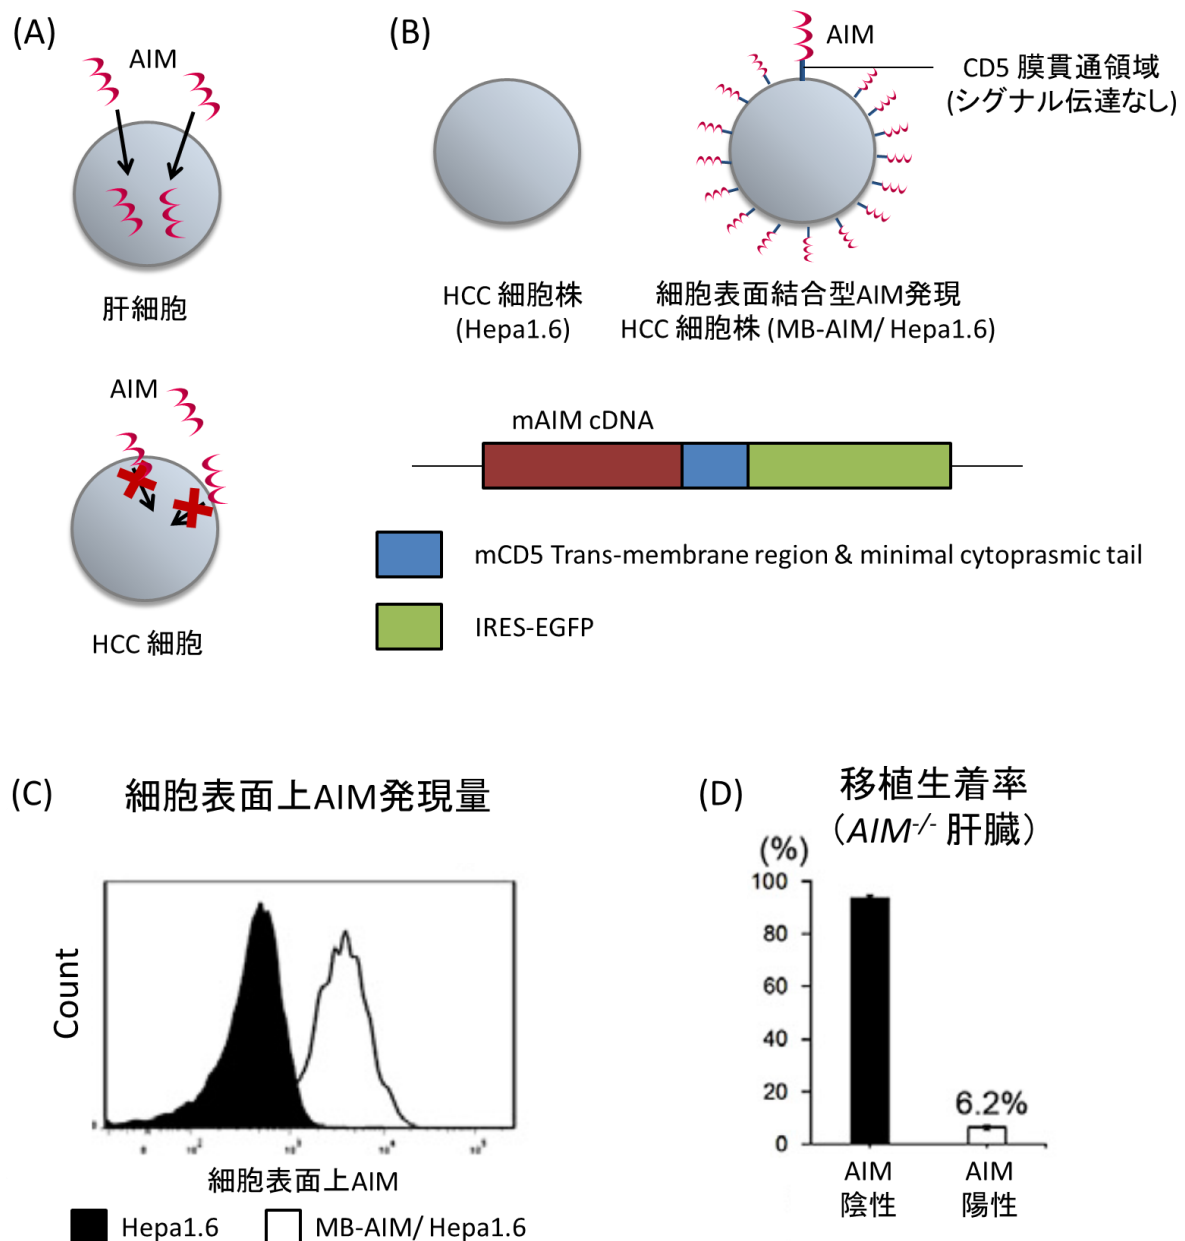 (A)
AIM
肝細胞
AIM
HCC 細胞
(B)
AIM
CD5 膜貫通領域
(シグナル伝達なし)
HCC 細胞株
(Hepa1.6)
細胞表面結合型AIM発現
HCC 細胞株 (MB-AIM/ Hepa1.6)
mAIM cDNA
mCD5 Trans-membrane region & minimal cytoprasmic tail
IRES-EGFP
(C)
細胞表面上AIM発現量
Count
0
10²
10³
10⁴
10⁵
細胞表面上AIM
Hepa1.6
MB-AIM/ Hepa1.6
(D)
移植生着率
（AIM-/- 肝臓）
(%)
100
80
60
40
20
0
6.2%
AIM
陰性
AIM
陽性